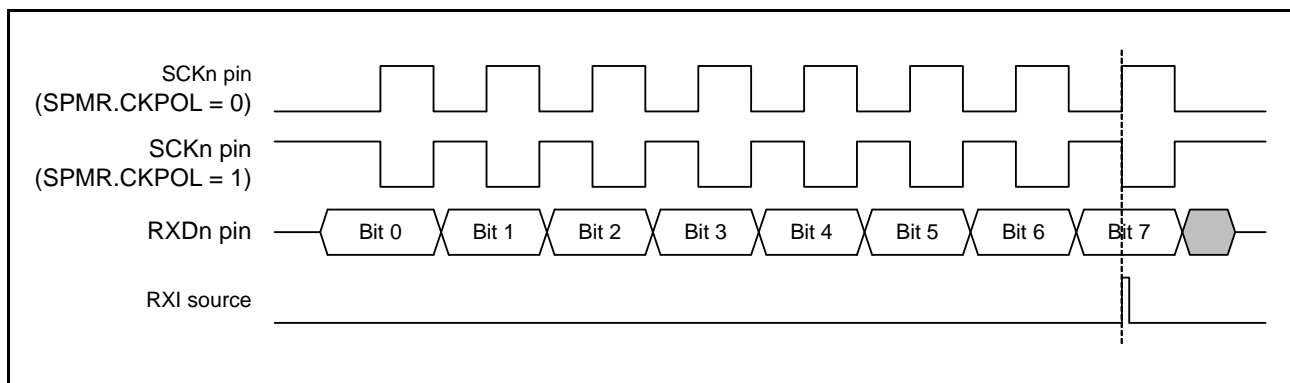 SCKn pin
(SPMR.CKPOL = 0)
SCKn pin
(SPMR.CKPOL = 1)
RXDn pin
Bit 0
Bit 1
Bit 2
Bit 3
Bit 4
Bit 5
Bit 6
Bit 7
RXI source